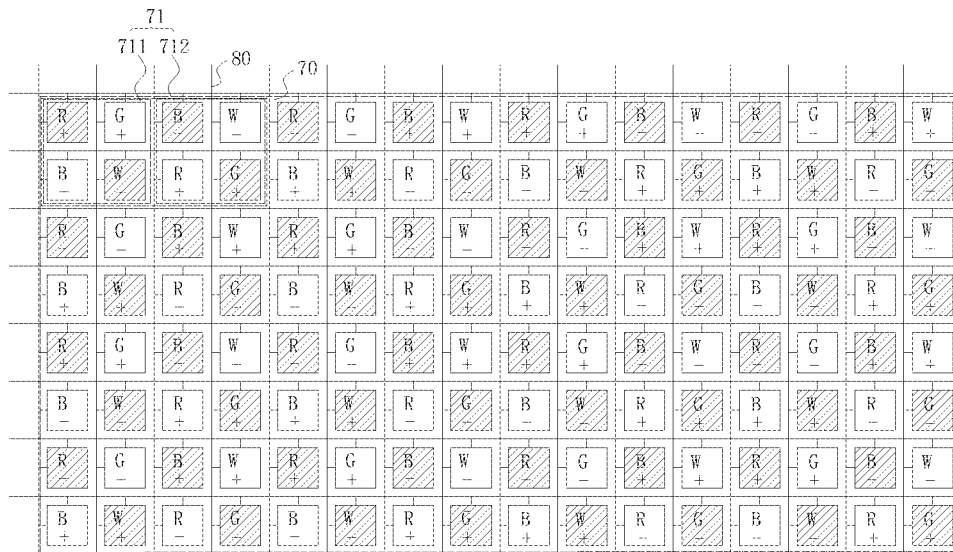 71
711 712 80 70
R G B W R G B W R G B W R G B W
+ + - - - - + + + + - - - - + +
B W R G B W R G B W R G B W R G
- - + + + + - - - - + + + + - -
R G B W R G B W R G B W R G B W
- - + + + + - - - - + + + + - -
B W R G B W R G B W R G B W R G
+ + - - - - + + + + - - - - + +
R G B W R G B W R G B W R G B W
+ + - - - - + + + + - - - - + +
B W R G B W R G B W R G B W R G
- - + + + + - - - - + + + + - -
R G B W R G B W R G B W R G B W
- - + + + + - - - - + + + + - -
B W R G B W R G B W R G B W R G
+ + - - - - + + + + - - - - + +